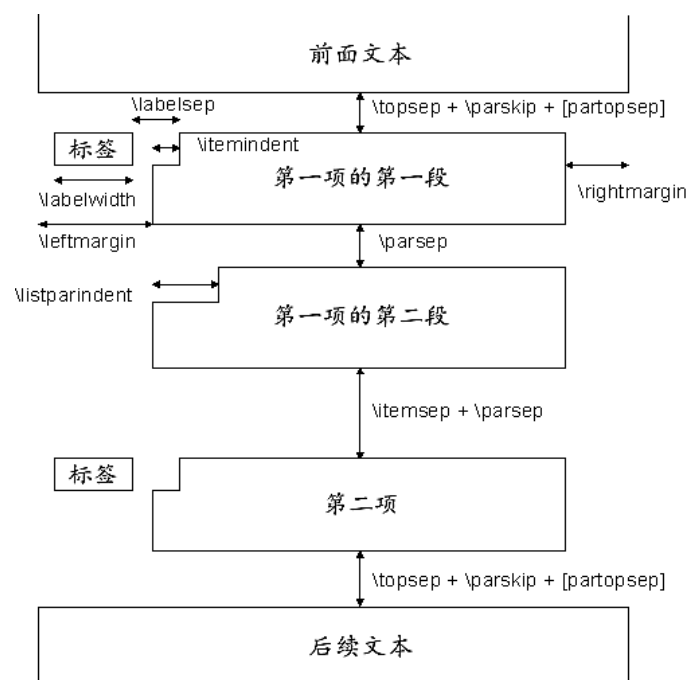 前面文本
\labelsep
\topsep + \parskip + [partopsep]
标签
\itemindent
第一项的第一段
\labelwidth
\rightmargin
\leftmargin
\parsep
\listparindent
第一项的第二段
\itemsep + \parsep
标签
第二项
\topsep + \parskip + [partopsep]
后续文本